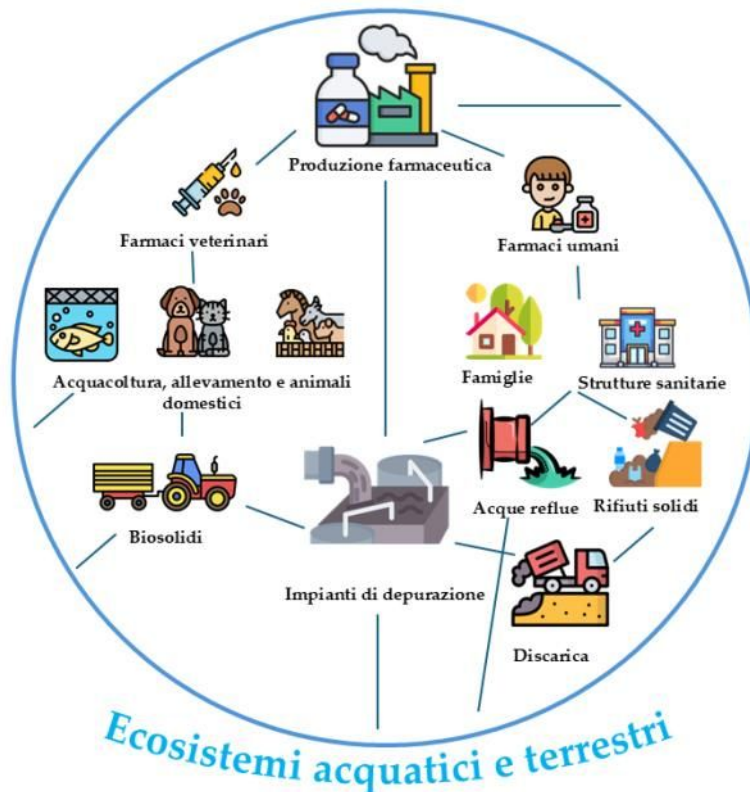 Produzione farmaceutica
Farmaci veterinari
Farmaci umani
Acquacoltura, allevamento e animali
domestici
Famiglie
Strutture sanitarie
Biosolidi
Acque reflue
Rifiuti solidi
Impianti di depurazione
Discarica
Ecosistemi acquatici e terrestri